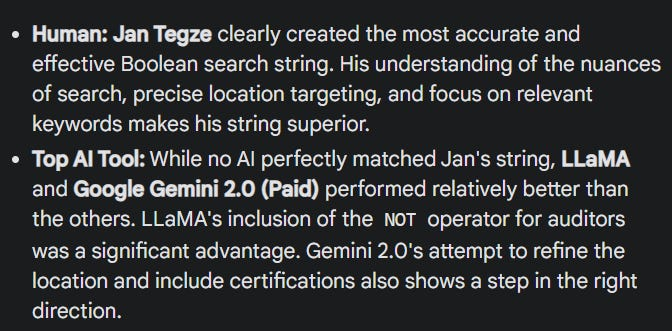 • Human: Jan Tegze clearly created the most accurate and
effective Boolean search string. His understanding of the nuances
of search, precise location targeting, and focus on relevant
keywords makes his string superior.
• Top AI Tool: While no AI perfectly matched Jan's string, LLaMA
and Google Gemini 2.0 (Paid) performed relatively better than
the others. LLaMA's inclusion of the NOT operator for auditors
was a significant advantage. Gemini 2.0's attempt to refine the
location and include certifications also shows a step in the right
direction.